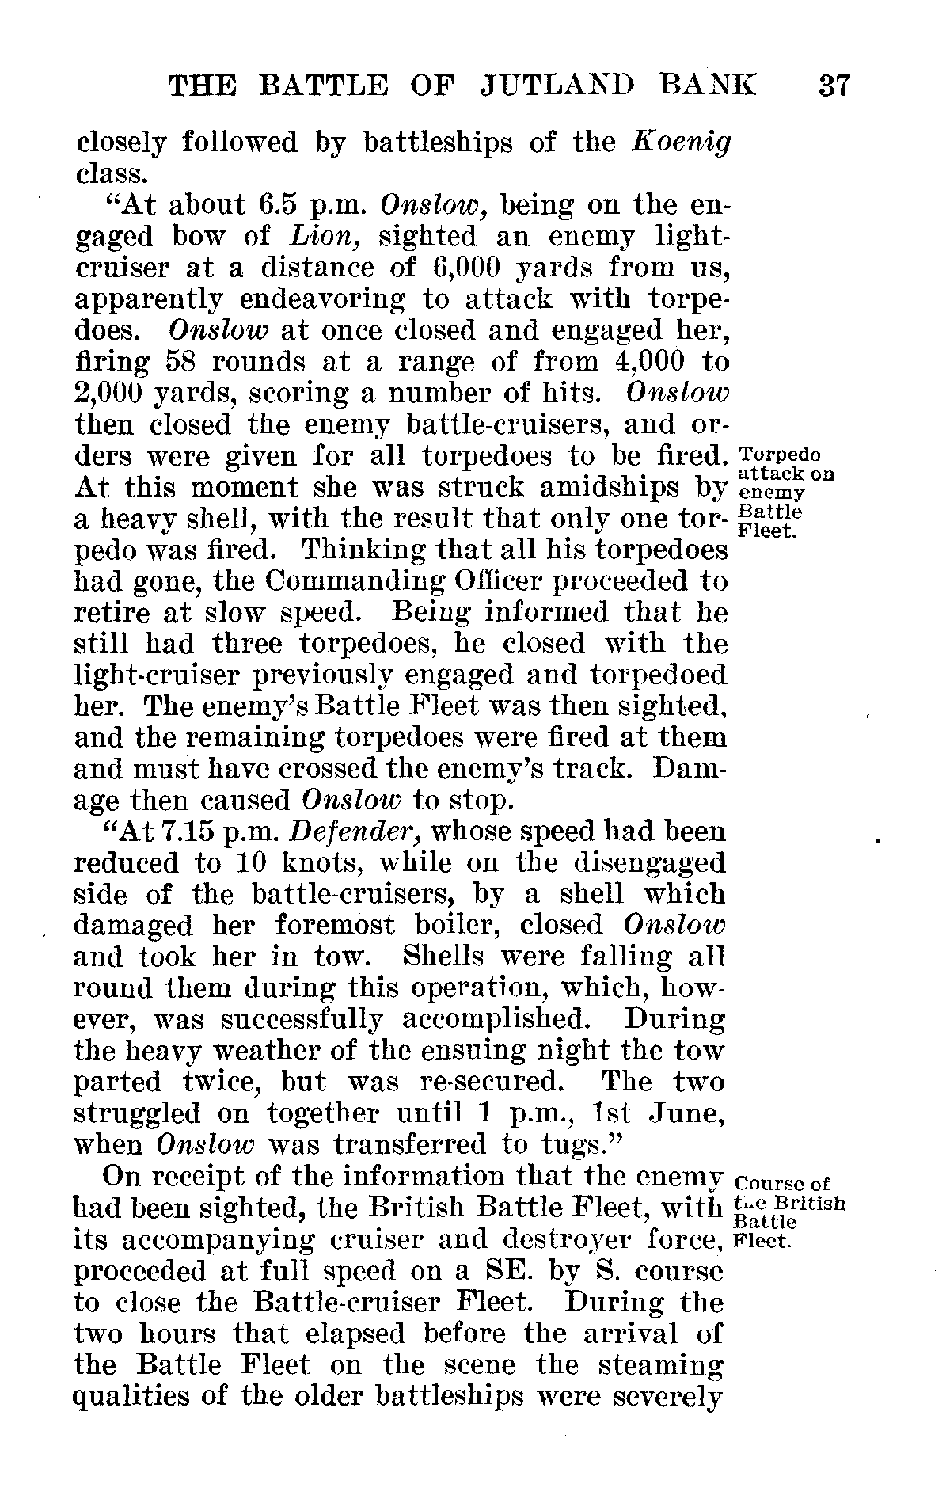 THE BATTLE OF JUTLAND BANK 37
closely followed by battleships of the Koenig
class.
“At about 6.5 p.m. Onslow, being on the en-
gaged bow of Lion, sighted an enemy light-
cruiser at a distance of 6,000 yards from us,
apparently endeavoring to attack with torpe-
does. Onslow at once closed and engaged her,
firing 58 rounds at a range of from 4,000 to
2,000 yards, scoring a number of hits. Onslow
then closed the enemy battle-cruisers, and or-
ders were given for all torpedoes to be fired.
At this moment she was struck amidships by
a heavy shell, with the result that only one tor-
pedo was fired. Thinking that all his torpedoes
had gone, the Commanding Officer proceeded to
retire at slow speed. Being informed that he
still had three torpedoes, he closed with the
light-cruiser previously engaged and torpedoed
her. The enemy’s Battle Fleet was then sighted,
and the remaining torpedoes were fired at them
and must have crossed the enemy’s track. Dam-
age then caused Onslow to stop.
Torpedo
attack on
enemy
Battle
Fleet.
“At 7.15 p.m. Defender, whose speed had been
reduced to 10 knots, while on the disengaged
side of the battle-cruisers, by a shell which
damaged her foremost boiler, closed Onslow
and took her in tow. Shells were falling all
round them during this operation, which, how-
ever, was successfully accomplished. During
the heavy weather of the ensuing night the tow
parted twice, but was re-secured. The two
struggled on together until 1 p.m., 1st June,
when Onslow was transferred to tugs.”
On receipt of the information that the enemy
had been sighted, the British Battle Fleet, with
its accompanying cruiser and destroyer force,
proceeded at full speed on a SE. by S. course
to close the Battle-cruiser Fleet. During the
two hours that elapsed before the arrival of
the Battle Fleet on the scene the steaming
qualities of the older battleships were severely
Course of
the British
Battle
Fleet.